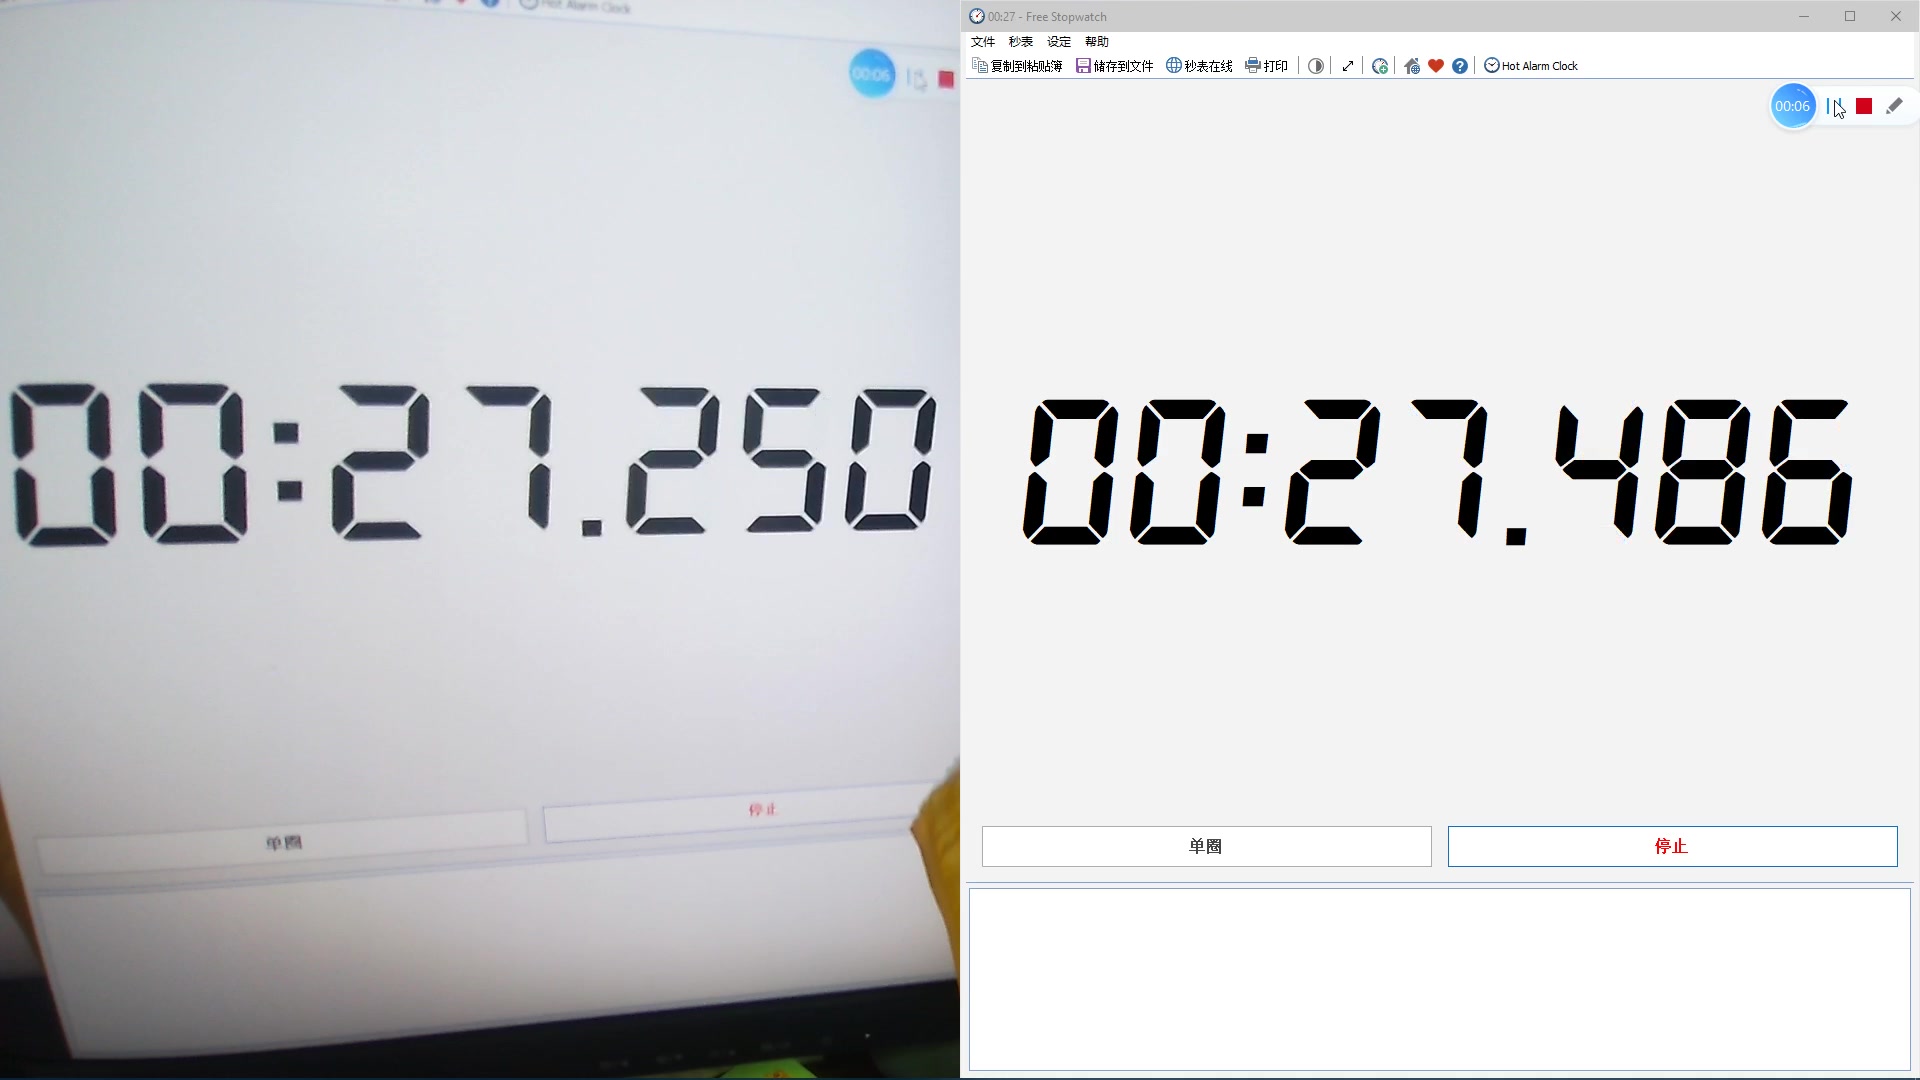 Hot Alarm Clock
00:06
00:27.250
单圈
停止
00:27 - Free Stopwatch
文件 秒表 设定 帮助
复制到粘贴簿 储存到文件 秒表在线 打印 Hot Alarm Clock
00:06
00:27.486
单圈
停止